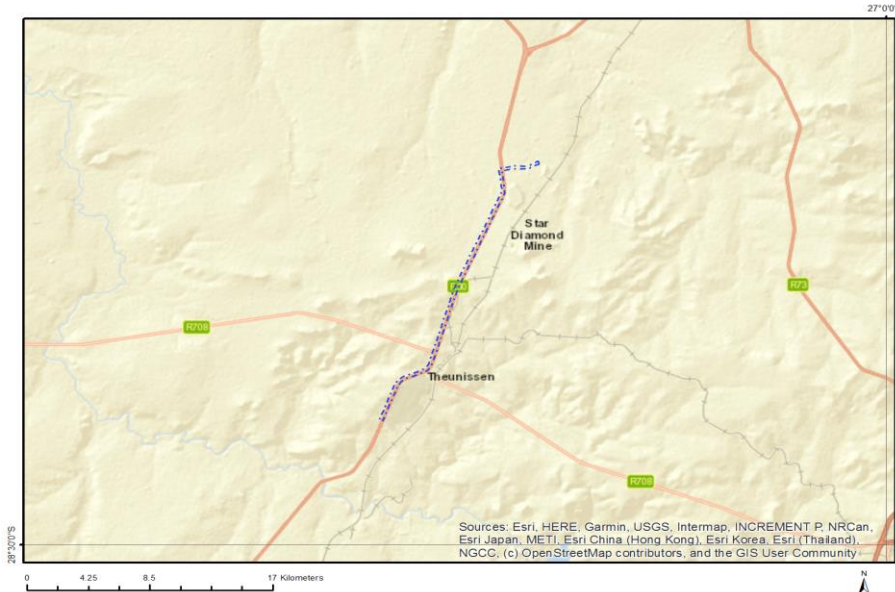 27°0'0"
Star
Diamond
Mine
R73
R708
Theunissen
R708
28°30'0"S
Sources: Esri, HERE, Garmin, USGS, Intermap, INCREMENT P, NRCan,
Esri Japan, METI, Esri China (Hong Kong), Esri Korea, Esri (Thailand),
NGCC, (c) OpenStreetMap contributors, and the GIS User Community
0 4.25 8.5 17 Kilometers
N